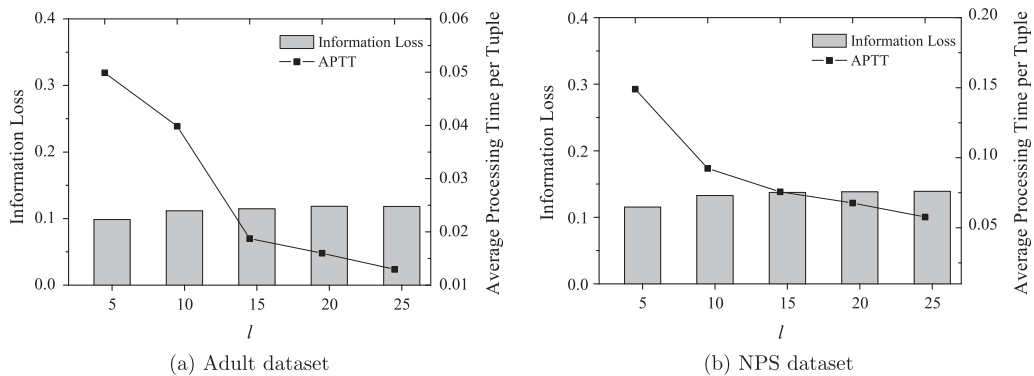 0.4
0.3
0.2
0.1
0.0
Information Loss
0.06
0.05
0.04
0.03
0.02
0.01
Average Processing Time per Tuple
Information Loss
APTT
5 10 15 20 25
l
(a) Adult dataset
0.4
0.3
0.2
0.1
0.0
Information Loss
0.20
0.15
0.10
0.05
Average Processing Time per Tuple
Information Loss
APTT
5 10 15 20 25
l
(b) NPS dataset